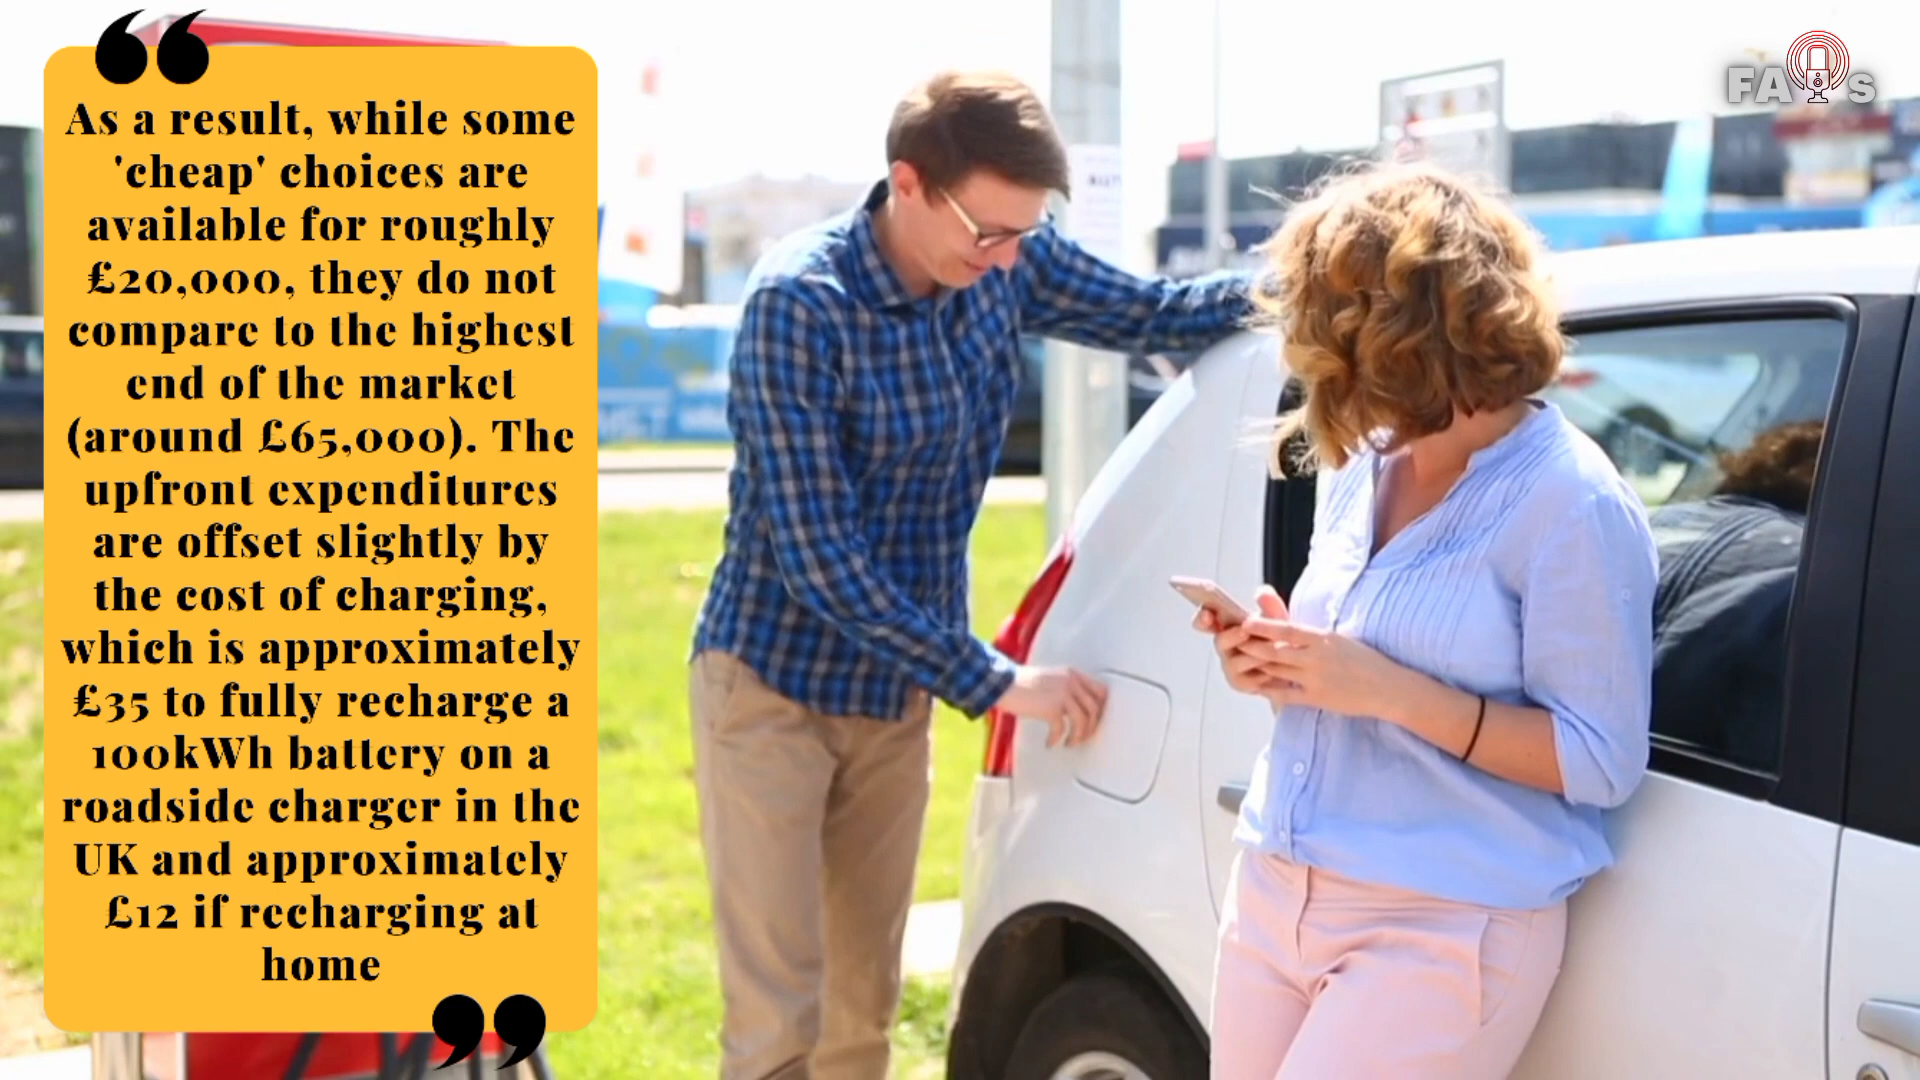 As a result, while some
'cheap' choices are
available for roughly
£20,000, they do not
compare to the highest
end of the market
(around £65,000). The
upfront expenditures
are offset slightly by
the cost of charging,
which is approximately
£35 to fully recharge a
100kWh battery on a
roadside charger in the
UK and approximately
£12 if recharging at
home
FAQs